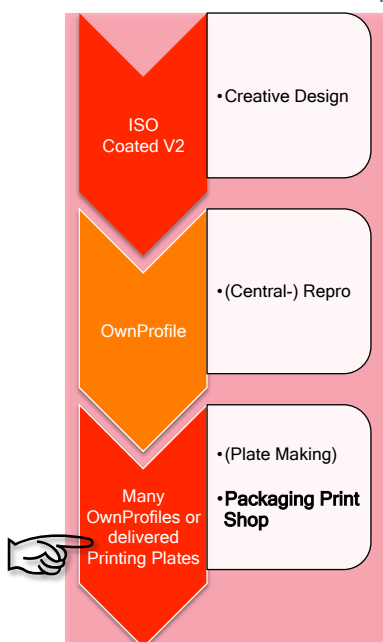 ISO
Coated V2
•Creative Design
OwnProfile
•(Central-) Repro
Many
OwnProfiles or
delivered
Printing Plates
•(Plate Making)
•Packaging Print
Shop